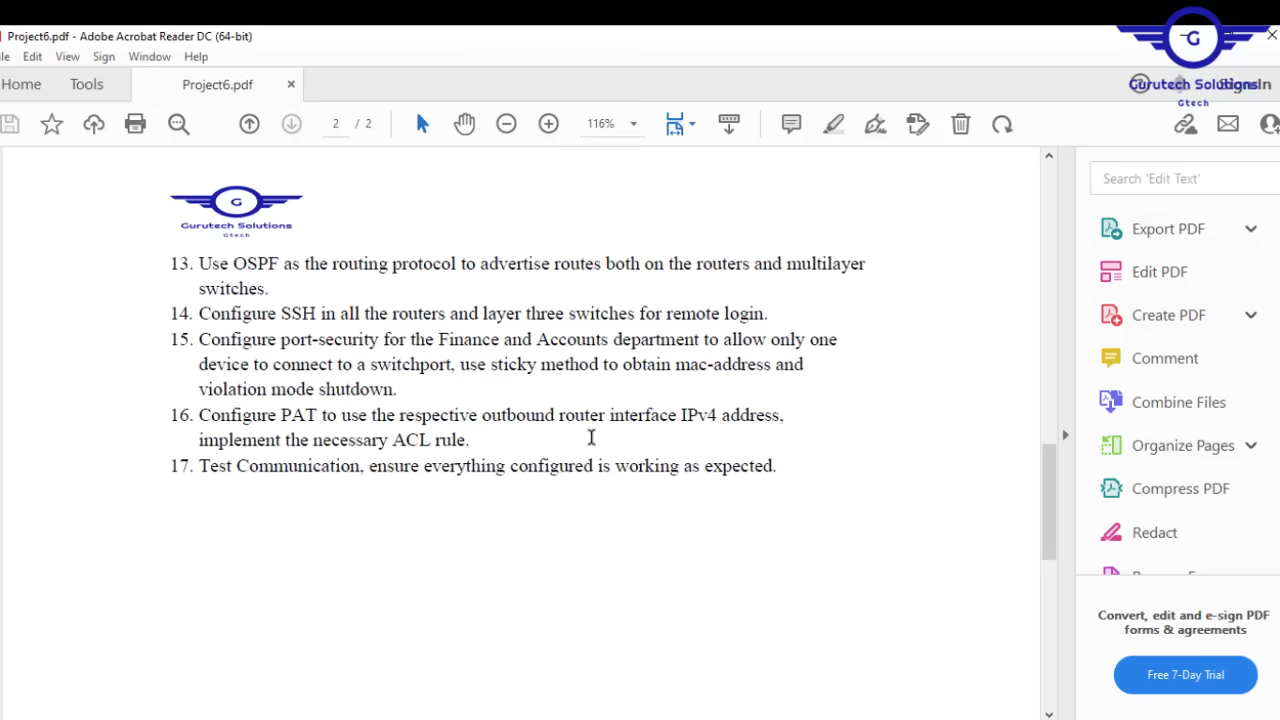 Project6.pdf - Adobe Acrobat Reader DC (64-bit)
Edit View Sign Window Help
Home Tools Project6.pdf
G
Gurutech Solutions
Gtech
2 / 2 116%
Search 'Edit Text'
G
Gurutech Solutions
Gtech
13. Use OSPF as the routing protocol to advertise routes both on the routers and multilayer
switches.
14. Configure SSH in all the routers and layer three switches for remote login.
15. Configure port-security for the Finance and Accounts department to allow only one
device to connect to a switchport, use sticky method to obtain mac-address and
violation mode shutdown.
16. Configure PAT to use the respective outbound router interface IPv4 address,
implement the necessary ACL rule.
17. Test Communication, ensure everything configured is working as expected.
Export PDF
Edit PDF
Create PDF
Comment
Combine Files
Organize Pages
Compress PDF
Redact
Convert, edit and e-sign PDF
forms & agreements
Free 7-Day Trial